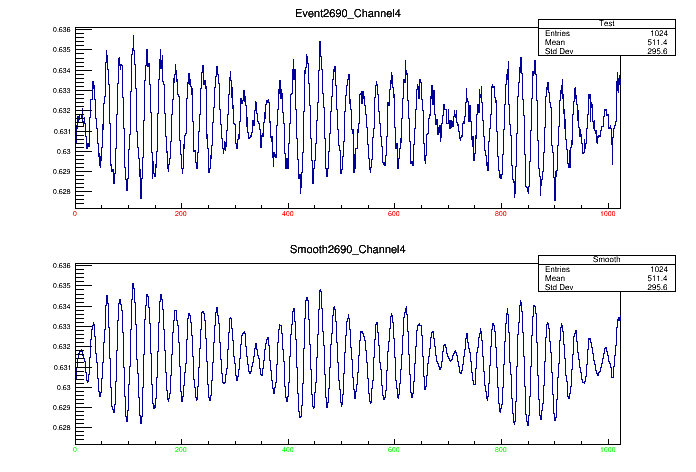 Event2690_Channel4
Test
Entries 1024
Mean 511.4
Std Dev 295.6
0.636
0.635
0.634
0.633
0.632
0.631
0.63
0.629
0.628
0 200 400 600 800 1000
Smooth2690_Channel4
Smooth
Entries 1024
Mean 511.4
Std Dev 295.6
0.636
0.635
0.634
0.633
0.632
0.631
0.63
0.629
0.628
0 200 400 600 800 1000